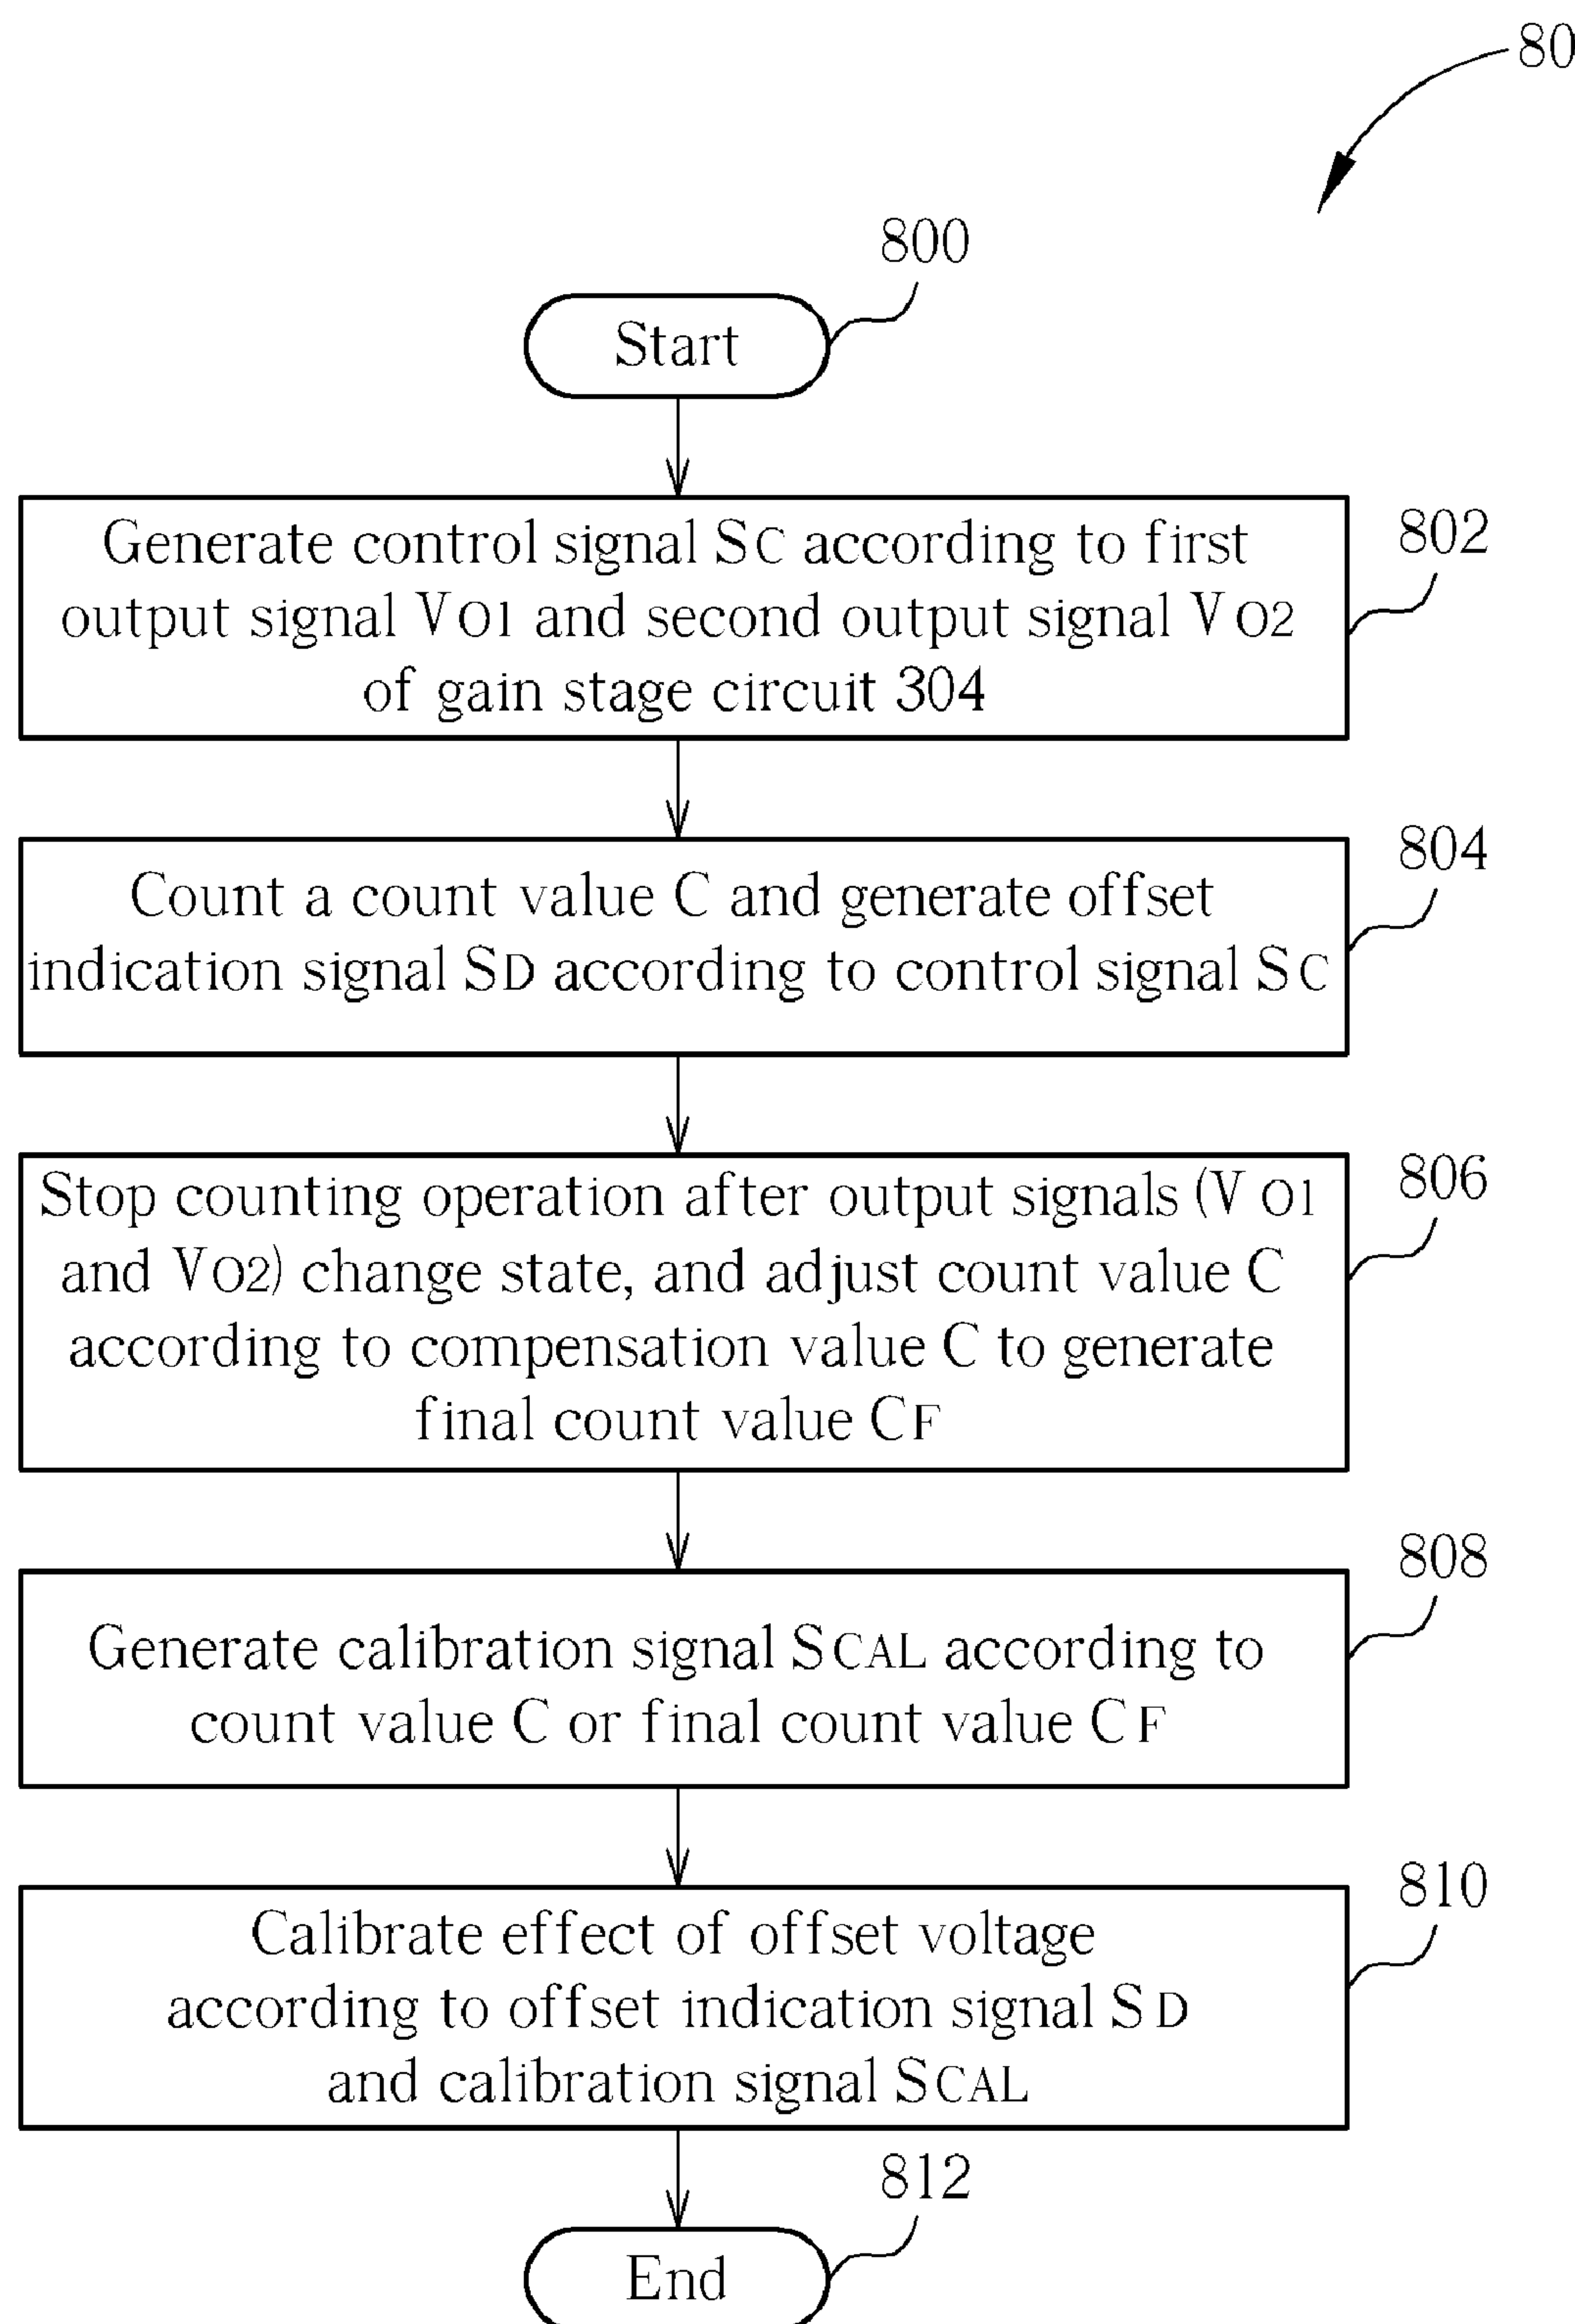 80
800
Start
Generate control signal SC according to first
output signal VO1 and second output signal VO2
of gain stage circuit 304
802
Count a count value C and generate offset
indication signal SD according to control signal SC
804
Stop counting operation after output signals (VO1
and VO2) change state, and adjust count value C
according to compensation value C to generate
final count value CF
806
Generate calibration signal SCAL according to
count value C or final count value CF
808
Calibrate effect of offset voltage
according to offset indication signal SD
and calibration signal SCAL
810
812
End